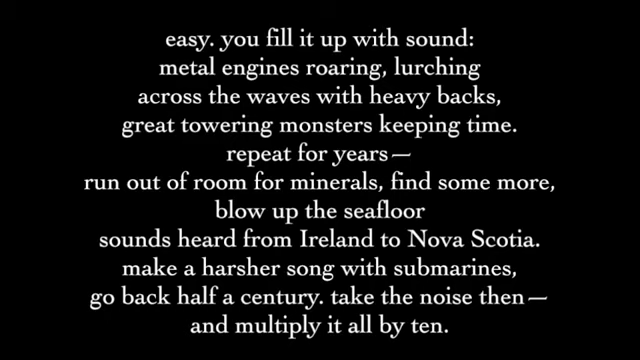 easy. you fill it up with sound:
metal engines roaring, lurching
across the waves with heavy backs,
great towering monsters keeping time.
repeat for years—
run out of room for minerals, find some more,
blow up the seafloor
sounds heard from Ireland to Nova Scotia.
make a harsher song with submarines,
go back half a century. take the noise then—
and multiply it all by ten.